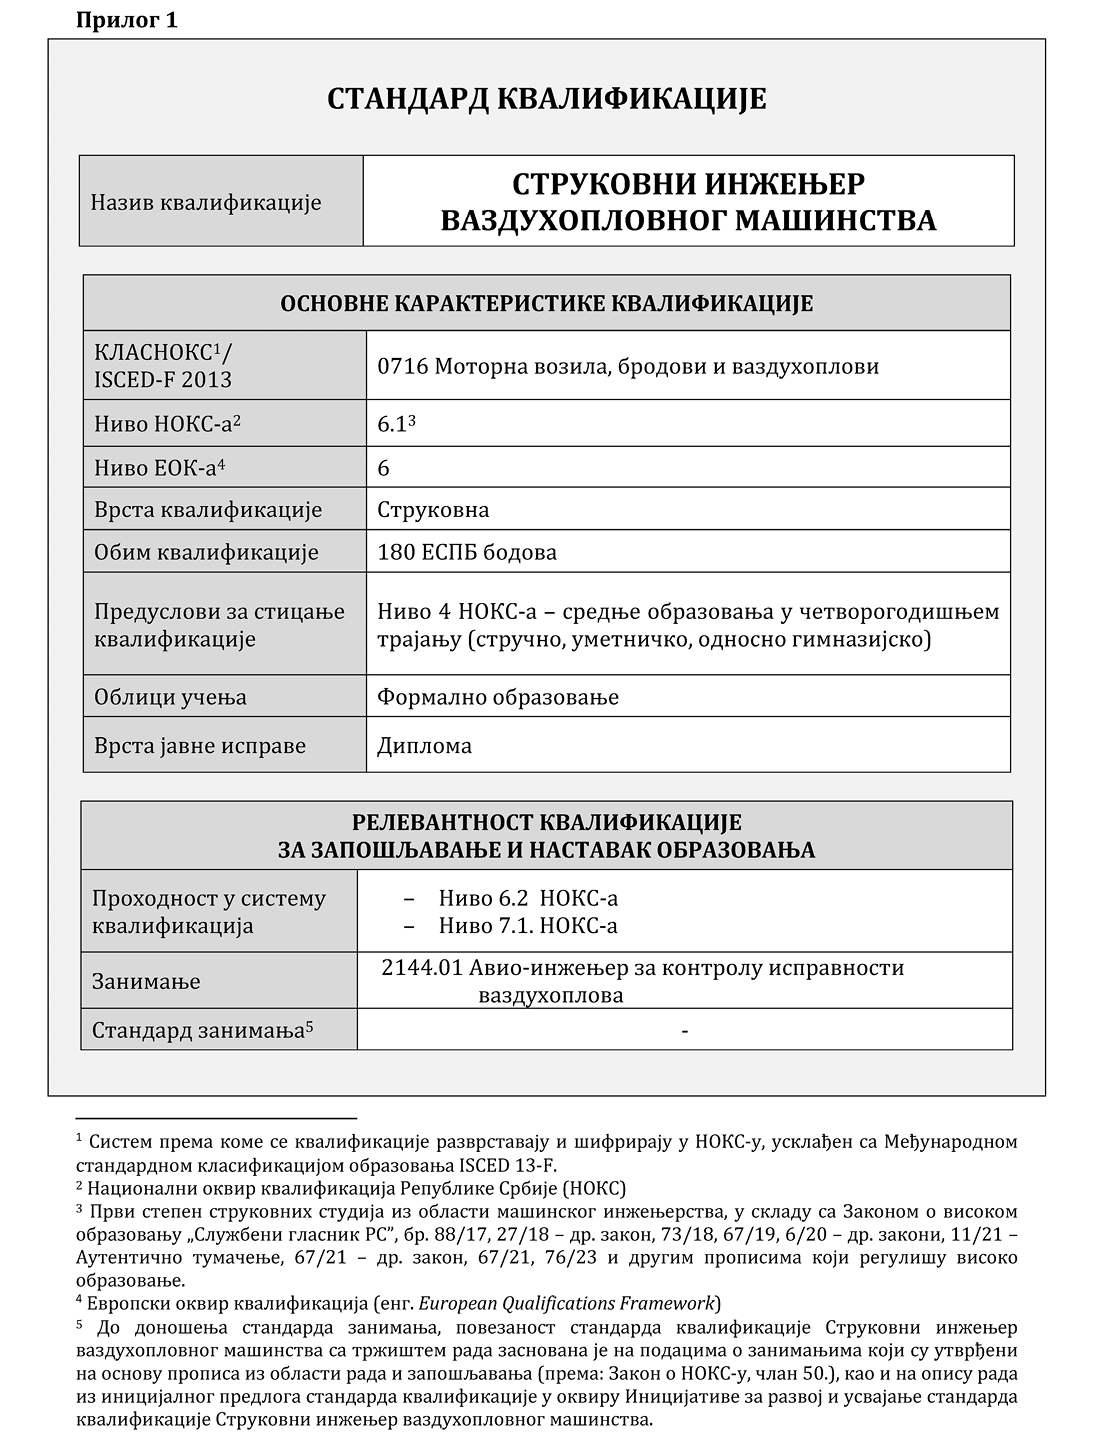 Прилог 1
СТАНДАРД КВАЛИФИКАЦИЈЕ
Назив квалификације
СТРУКОВНИ ИНЖЕЊЕР
ВАЗДУХОПЛОВНОГ МАШИНСТВА
ОСНОВНЕ КАРАКТЕРИСТИКЕ КВАЛИФИКАЦИЈЕ
КЛАСНОКС¹/
ISCED-F 2013
0716 Моторна возила, бродови и ваздухоплови
Ниво НОКС-а²
6.1³
Ниво ЕОК-а⁴
6
Врста квалификације
Струковна
Обим квалификације
180 ЕСПБ бодова
Предуслови за стицање
квалификације
Ниво 4 НОКС-а – средње образовања у четворогодишњем
трајању (стручно, уметничко, односно гимназијско)
Облици учења
Формално образовање
Врста јавне исправе
Диплома
РЕЛЕВАНТНОСТ КВАЛИФИКАЦИЈЕ
ЗА ЗАПОШЉАВАЊЕ И НАСТАВАК ОБРАЗОВАЊА
Проходност у систему
квалификација
– Ниво 6.2 НОКС-а
– Ниво 7.1. НОКС-а
Занимање
2144.01 Авио-инжењер за контролу исправности
ваздухоплова
Стандард занимања⁵
-
¹ Систем према коме се квалификације разврставају и шифрирају у НОКС-у, усклађен са Међународном
стандардном класификацијом образовања ISCED 13-F.
² Национални оквир квалификација Републике Србије (НОКС)
³ Први степен струковних студија из области машинског инжењерства, у складу са Законом о високом
образовању „Службени гласник РС”, бр. 88/17, 27/18 – др. закон, 73/18, 67/19, 6/20 – др. закони, 11/21 –
Аутентично тумачење, 67/21 – др. закон, 67/21, 76/23 и другим прописима који регулишу високо
образовање.
⁴ Европски оквир квалификација (енг. European Qualifications Framework)
⁵ До доношења стандарда занимања, повезаност стандарда квалификације Струковни инжењер
ваздухопловног машинства са тржиштем рада заснована је на подацима о занимањима који су утврђени
на основу прописа из области рада и запошљавања (према: Закон о НОКС-у, члан 50.), као и на опису рада
из иницијалног предлога стандарда квалификације у оквиру Иницијативе за развој и усвајање стандарда
квалификације Струковни инжењер ваздухопловног машинства.